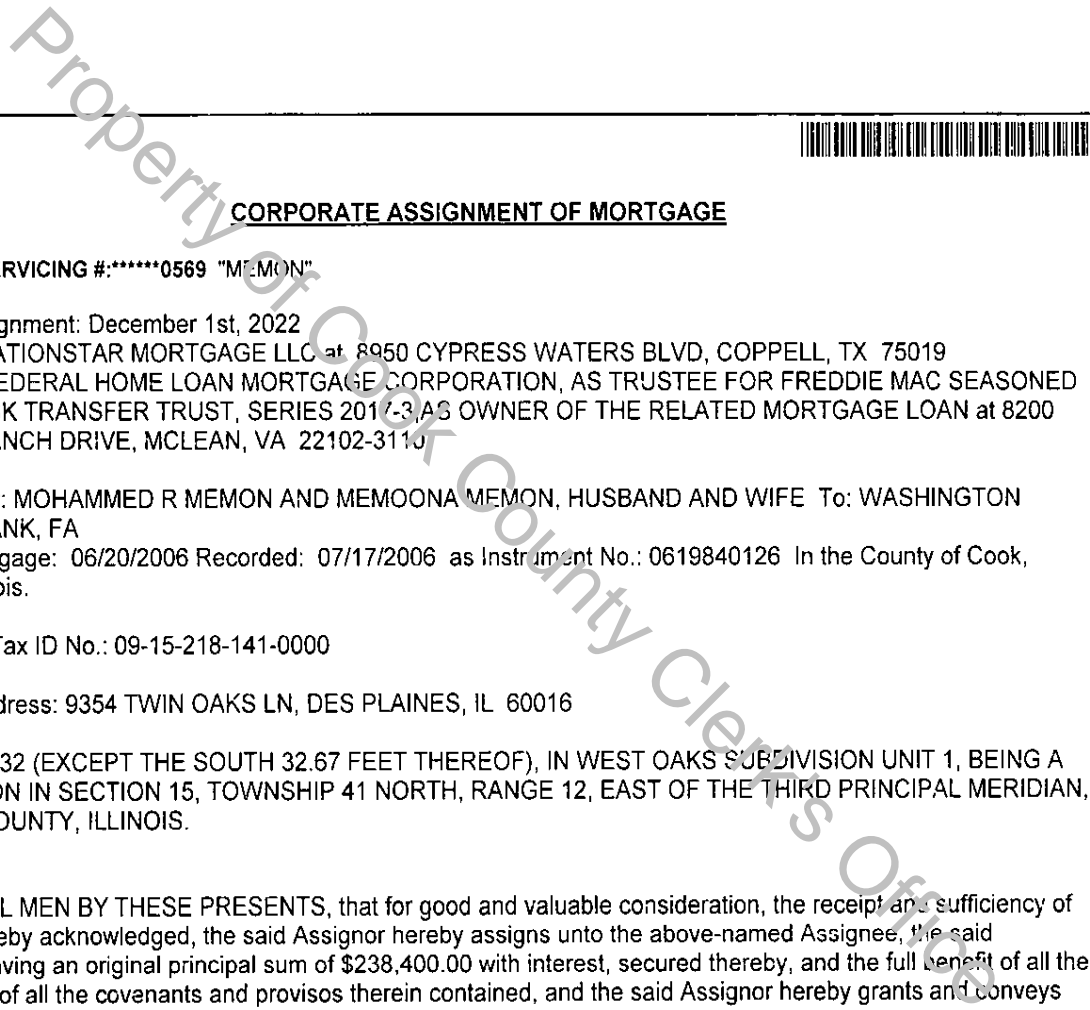 Property of Cook County Clerk's Office
CORPORATE ASSIGNMENT OF MORTGAGE
RVICING #:******0569 "MEMON"
gnment: December 1st, 2022
ATIONSTAR MORTGAGE LLC at 8950 CYPRESS WATERS BLVD, COPPELL, TX 75019
EDERAL HOME LOAN MORTGAGE CORPORATION, AS TRUSTEE FOR FREDDIE MAC SEASONED
K TRANSFER TRUST, SERIES 2017-3,AS OWNER OF THE RELATED MORTGAGE LOAN at 8200
NCH DRIVE, MCLEAN, VA 22102-3110
: MOHAMMED R MEMON AND MEMOONA MEMON, HUSBAND AND WIFE To: WASHINGTON
ANK, FA
gage: 06/20/2006 Recorded: 07/17/2006 as Instrument No.: 0619840126 In the County of Cook,
ois.
Tax ID No.: 09-15-218-141-0000
dress: 9354 TWIN OAKS LN, DES PLAINES, IL 60016
32 (EXCEPT THE SOUTH 32.67 FEET THEREOF), IN WEST OAKS SUBDIVISION UNIT 1, BEING A
ON IN SECTION 15, TOWNSHIP 41 NORTH, RANGE 12, EAST OF THE THIRD PRINCIPAL MERIDIAN,
OUNTY, ILLINOIS.
L MEN BY THESE PRESENTS, that for good and valuable consideration, the receipt and sufficiency of
eby acknowledged, the said Assignor hereby assigns unto the above-named Assignee, the said
aving an original principal sum of $238,400.00 with interest, secured thereby, and the full benefit of all the
of all the covenants and provisos therein contained, and the said Assignor hereby grants and conveys